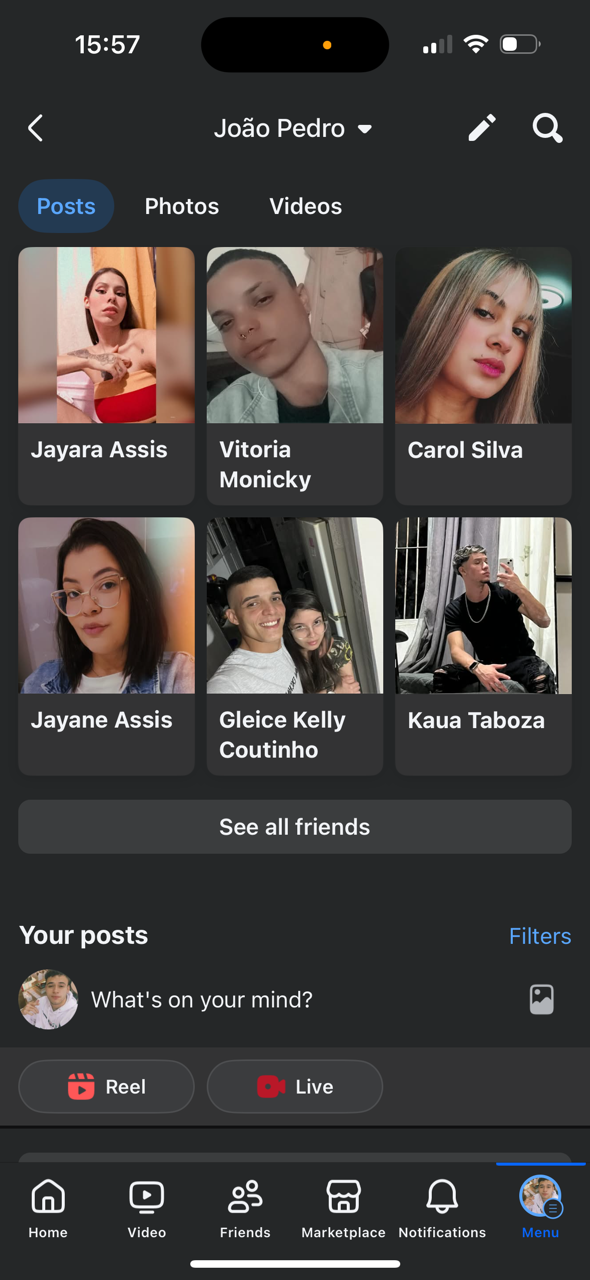 15:57
João Pedro
Posts
Photos
Videos
Jayara Assis
Vitoria
Monicky
Carol Silva
Jayane Assis
Gleice Kelly
Coutinho
Kaua Taboza
See all friends
Your posts
Filters
What's on your mind?
Reel
Live
Home
Video
Friends
Marketplace
Notifications
Menu